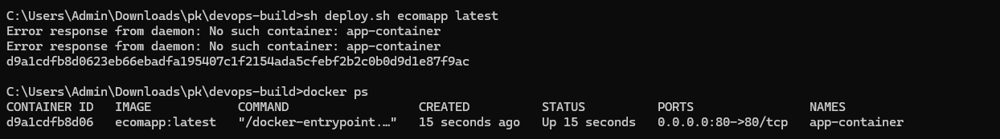 C:\Users\Admin\Downloads\pk\devops-build>sh deploy.sh ecomapp latest
Error response from daemon: No such container: app-container
Error response from daemon: No such container: app-container
d9a1cdfb8d0623eb66ebadfa195407c1f2154ada5cfebf2b2c0b0d9d1e87f9ac
C:\Users\Admin\Downloads\pk\devops-build>docker ps
CONTAINER ID   IMAGE            COMMAND                  CREATED          STATUS          PORTS                NAMES
d9a1cdfb8d06   ecomapp:latest   "/docker-entrypoint.…"   15 seconds ago   Up 15 seconds   0.0.0.0:80->80/tcp   app-container